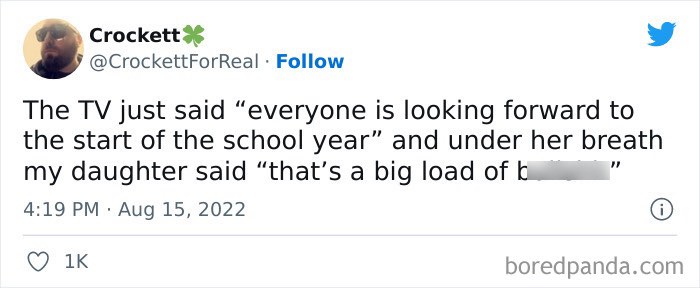 Crockett🍀
@CrockettForReal · Follow
The TV just said “everyone is looking forward to
the start of the school year” and under her breath
my daughter said “that’s a big load of b”
4:19 PM · Aug 15, 2022
1K
boredpanda.com